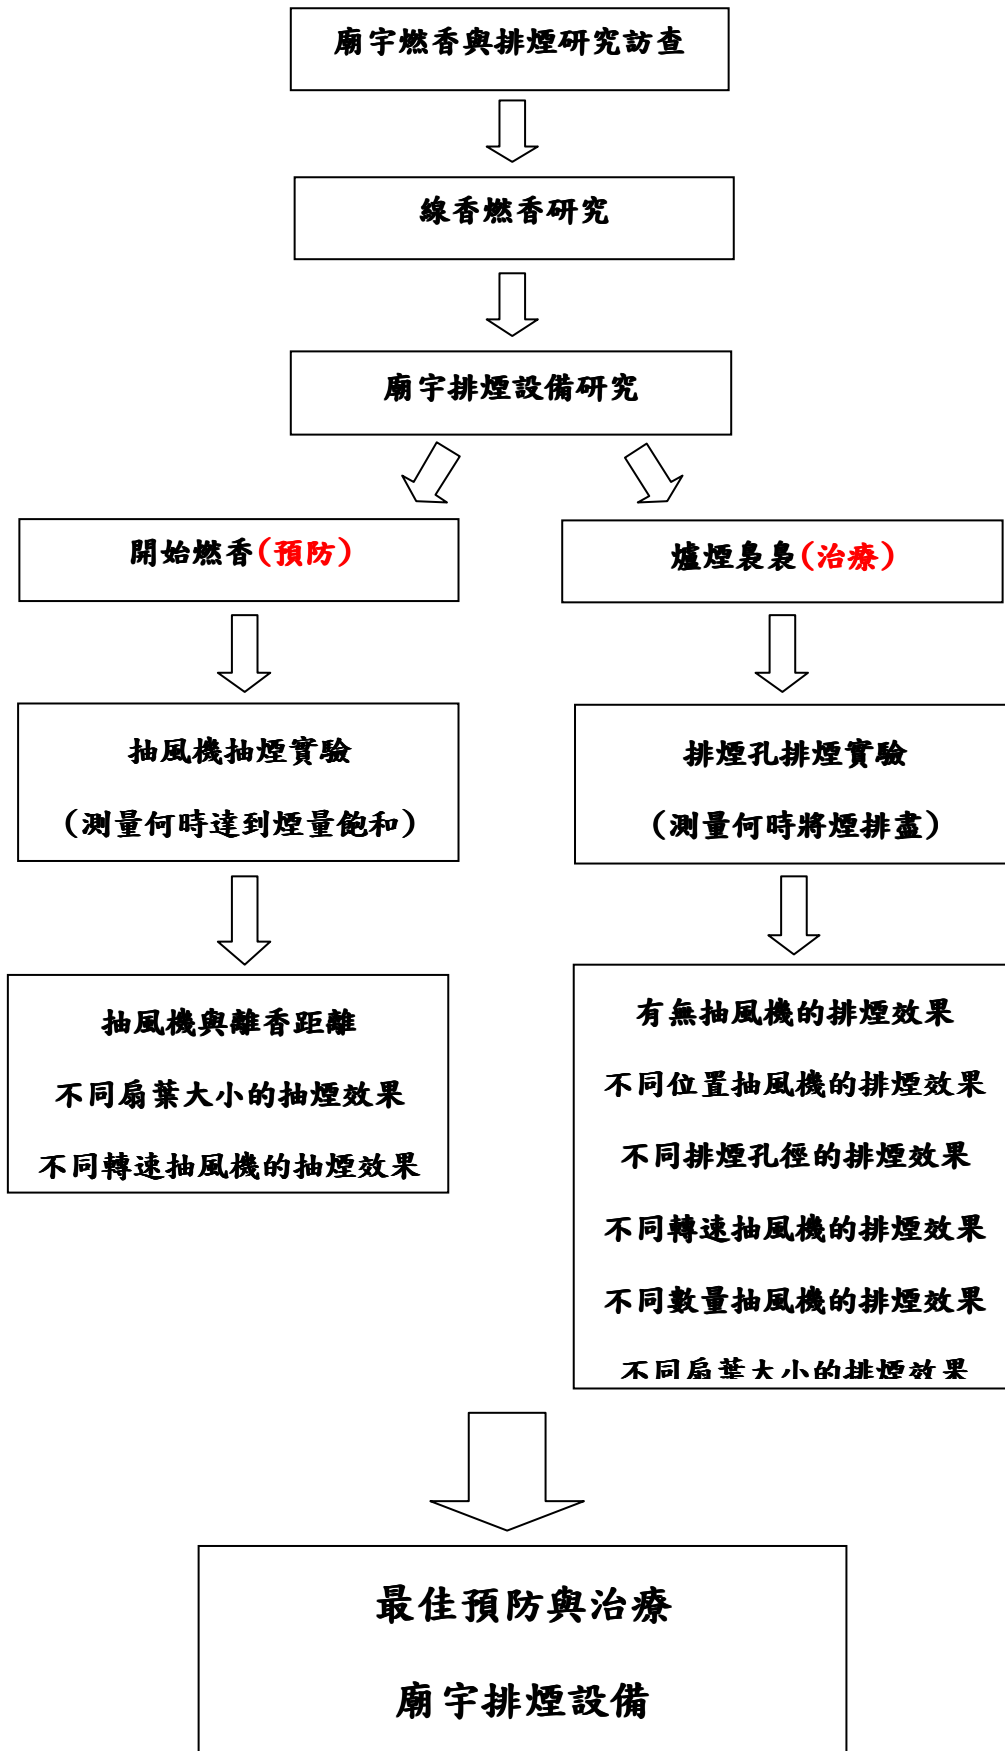 廟宇燃香與排煙研究訪查
線香燃香研究
廟宇排煙設備研究
開始燃香(預防)
爐煙裊裊(治療)
抽風機抽煙實驗
(測量何時達到煙量飽和)
排煙孔排煙實驗
(測量何時將煙排盡)
抽風機與離香距離
不同扇葉大小的抽煙效果
不同轉速抽風機的抽煙效果
有無抽風機的排煙效果
不同位置抽風機的排煙效果
不同排煙孔徑的排煙效果
不同轉速抽風機的排煙效果
不同數量抽風機的排煙效果
不同扇葉大小的排煙效果
最佳預防與治療
廟宇排煙設備